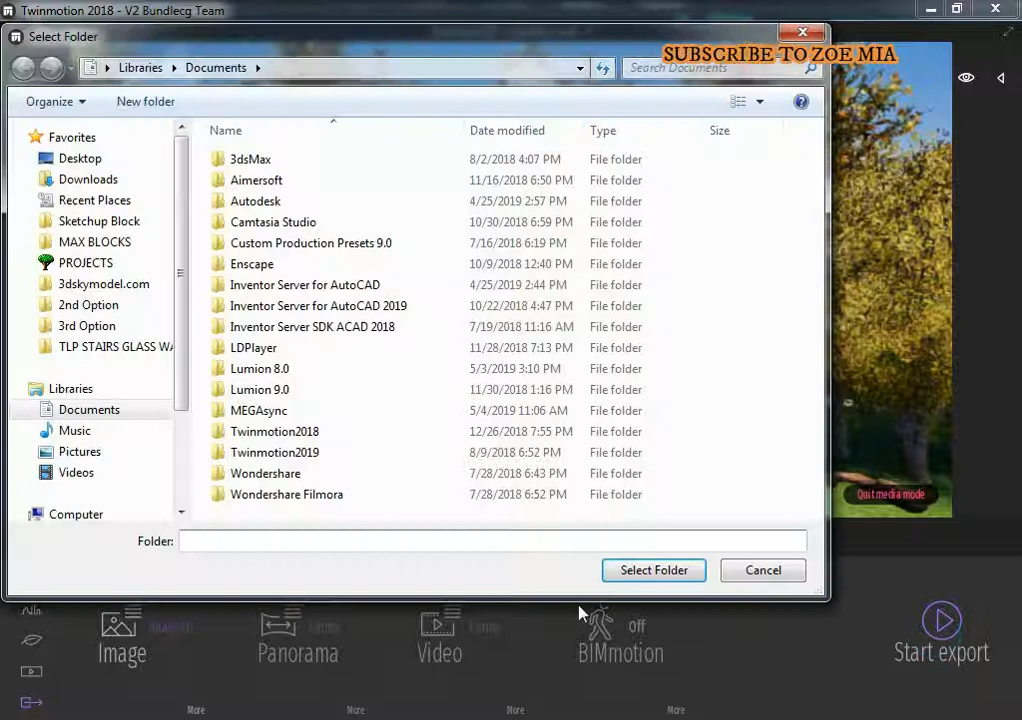 Twinmotion 2018 - V2 Bundlecg Team
Select Folder
SUBSCRIBE TO ZOE MIA
Libraries Documents
Search Documents
Organize New folder
Name Date modified Type Size
Favorites
Desktop
Downloads
Recent Places
Sketchup Block
MAX BLOCKS
PROJECTS
3dskymodel.com
2nd Option
3rd Option
TLP STAIRS GLASS WA
Libraries
Documents
Music
Pictures
Videos
Computer
3dsMax 8/2/2018 4:07 PM File folder
Aimersoft 11/16/2018 6:50 PM File folder
Autodesk 4/25/2019 2:57 PM File folder
Camtasia Studio 10/30/2018 6:59 PM File folder
Custom Production Presets 9.0 7/16/2018 6:19 PM File folder
Enscape 10/9/2018 12:40 PM File folder
Inventor Server for AutoCAD 4/25/2019 2:44 PM File folder
Inventor Server for AutoCAD 2019 10/22/2018 4:47 PM File folder
Inventor Server SDK ACAD 2018 7/19/2018 11:16 AM File folder
LDPlayer 11/28/2018 7:13 PM File folder
Lumion 8.0 5/3/2019 3:10 PM File folder
Lumion 9.0 11/30/2018 1:16 PM File folder
MEGAsync 5/4/2019 11:06 AM File folder
Twinmotion2018 12/26/2018 7:55 PM File folder
Twinmotion2019 8/9/2018 6:52 PM File folder
Wondershare 7/28/2018 6:43 PM File folder
Wondershare Filmora 7/28/2018 6:52 PM File folder
Quit media mode
Folder:
Select Folder Cancel
Off
Image Panorama Video BIMmotion Start export
More More More More